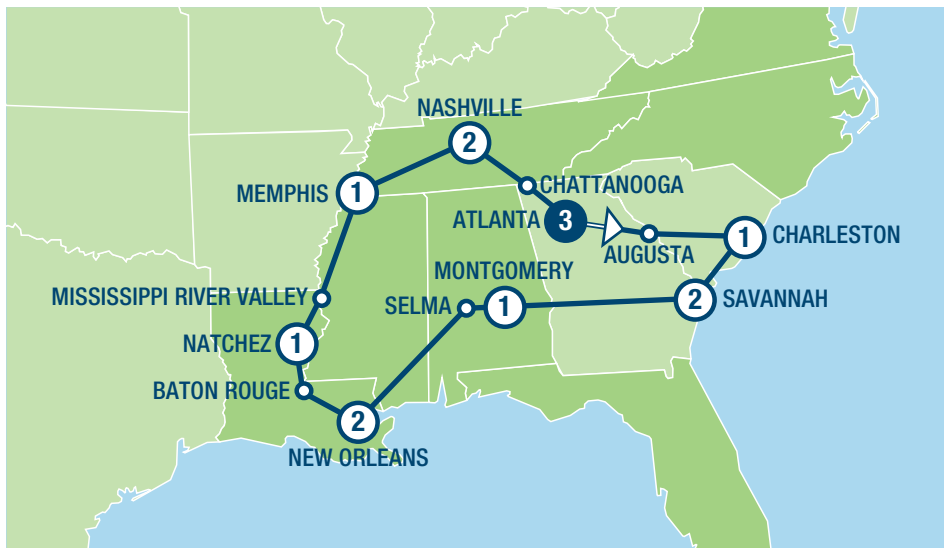 NASHVILLE
2
MEMPHIS 1
CHATTANOOGA
ATLANTA 3
AUGUSTA
1 CHARLESTON
MONTGOMERY
MISSISSIPPI RIVER VALLEY
SELMA 1
2 SAVANNAH
NATCHEZ 1
BATON ROUGE
2
NEW ORLEANS